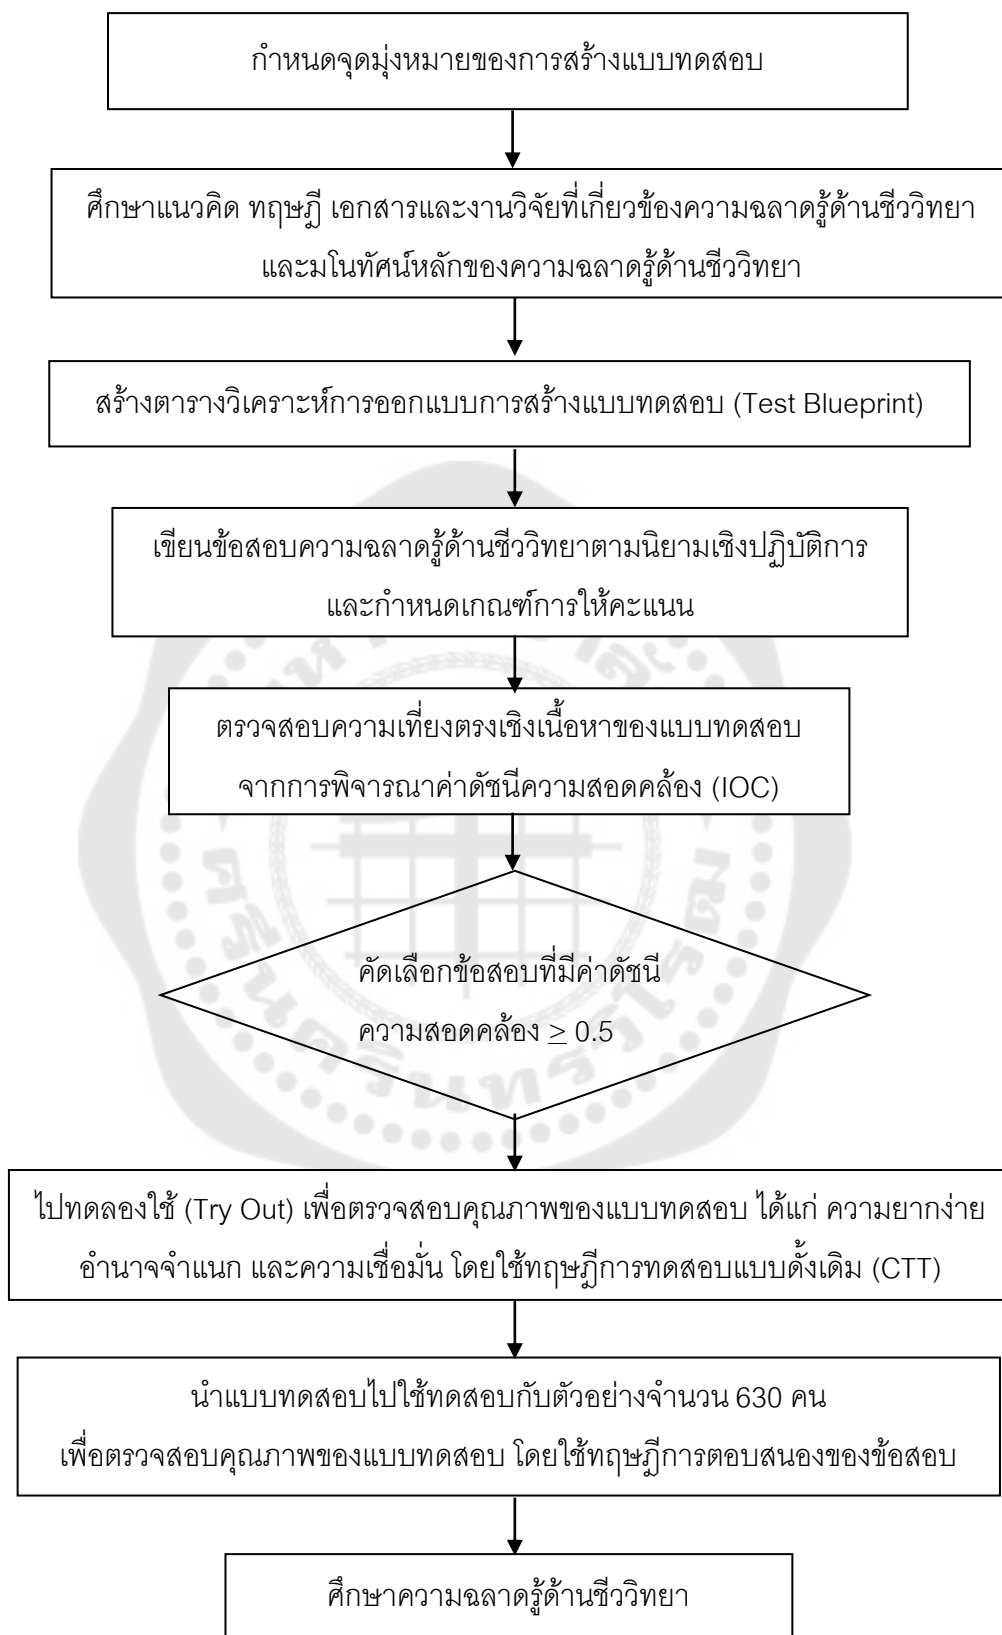 กำหนดจุดมุ่งหมายของการสร้างแบบทดสอบ
ศึกษาแนวคิด ทฤษฎี เอกสารและงานวิจัยที่เกี่ยวข้องความฉลาดรู้ด้านชีววิทยา
และมโนทัศน์หลักของความฉลาดรู้ด้านชีววิทยา
สร้างตารางวิเคราะห์การออกแบบการสร้างแบบทดสอบ (Test Blueprint)
เขียนข้อสอบความฉลาดรู้ด้านชีววิทยาตามนิยามเชิงปฏิบัติการ
และกำหนดเกณฑ์การให้คะแนน
ตรวจสอบความเที่ยงตรงเชิงเนื้อหาของแบบทดสอบ
จากการพิจารณาค่าดัชนีความสอดคล้อง (IOC)
คัดเลือกข้อสอบที่มีค่าดัชนี
ความสอดคล้อง ≥ 0.5
ไปทดลองใช้ (Try Out) เพื่อตรวจสอบคุณภาพของแบบทดสอบ ได้แก่ ความยากง่าย
อำนาจจำแนก และความเชื่อมั่น โดยใช้ทฤษฎีการทดสอบแบบดั้งเดิม (CTT)
นำแบบทดสอบไปใช้ทดสอบกับตัวอย่างจำนวน 630 คน
เพื่อตรวจสอบคุณภาพของแบบทดสอบ โดยใช้ทฤษฎีการตอบสนองของข้อสอบ
ศึกษาความฉลาดรู้ด้านชีววิทยา